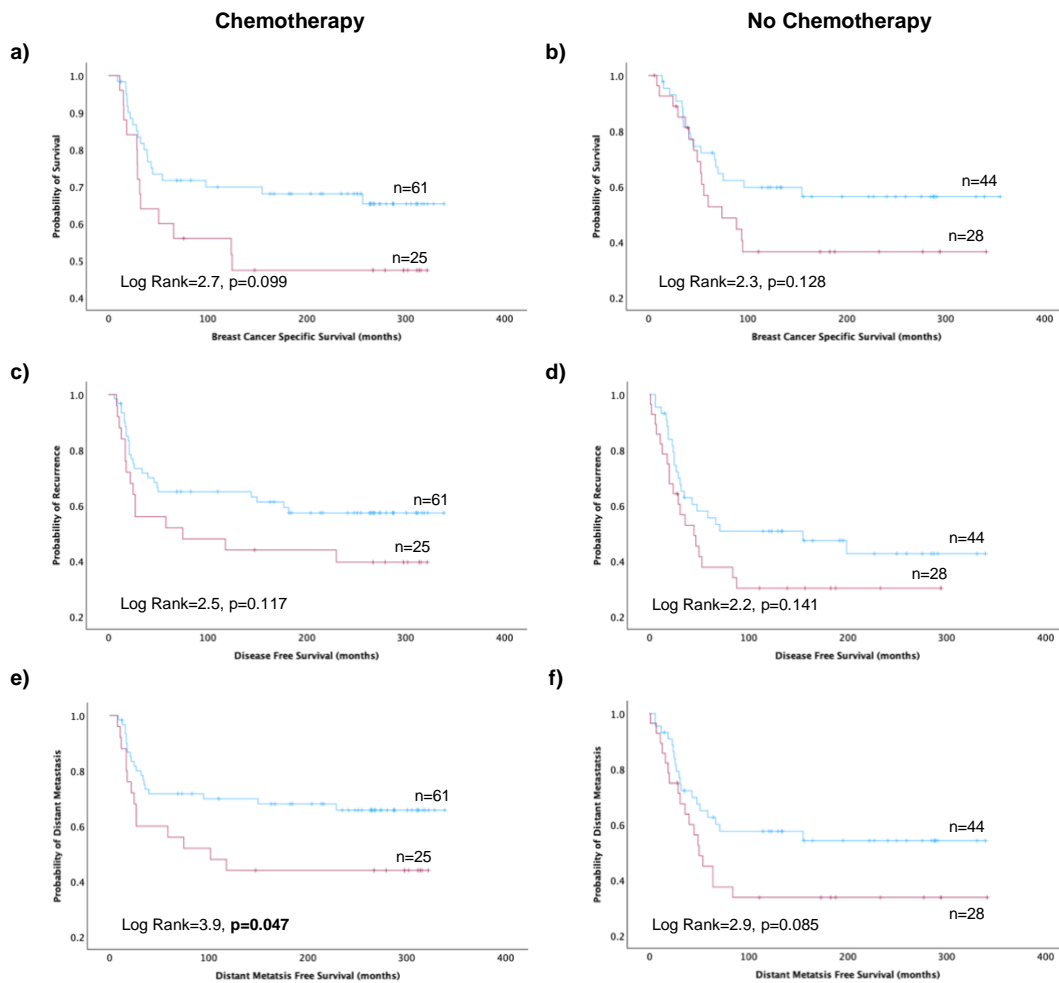 Chemotherapy
No Chemotherapy
a)
Probability of Survival
1.0
0.9
0.8
0.7
0.6
0.5
0.4
n=61
n=25
Log Rank=2.7, p=0.099
0 100 200 300 400
Breast Cancer Specific Survival (months)
b)
Probability of Survival
1.0
0.8
0.6
0.4
0.2
n=44
n=28
Log Rank=2.3, p=0.128
0 100 200 300 400
Breast Cancer Specific Survival (months)
c)
Probability of Recurrence
1.0
0.8
0.6
0.4
0.2
n=61
n=25
Log Rank=2.5, p=0.117
0 100 200 300 400
Disease Free Survival (months)
d)
Probability of Recurrence
1.0
0.8
0.6
0.4
0.2
n=44
n=28
Log Rank=2.2, p=0.141
0 100 200 300 400
Disease Free Survival (months)
e)
Probability of Distant Metastasis
1.0
0.8
0.6
0.4
0.2
n=61
n=25
Log Rank=3.9, p=0.047
0 100 200 300 400
Distant Metatsis Free Survival (months)
f)
Probability of Distant Metastatsis
1.0
0.8
0.6
0.4
0.2
n=44
n=28
Log Rank=2.9, p=0.085
0 100 200 300 400
Distant Metatsis Free Survival (months)